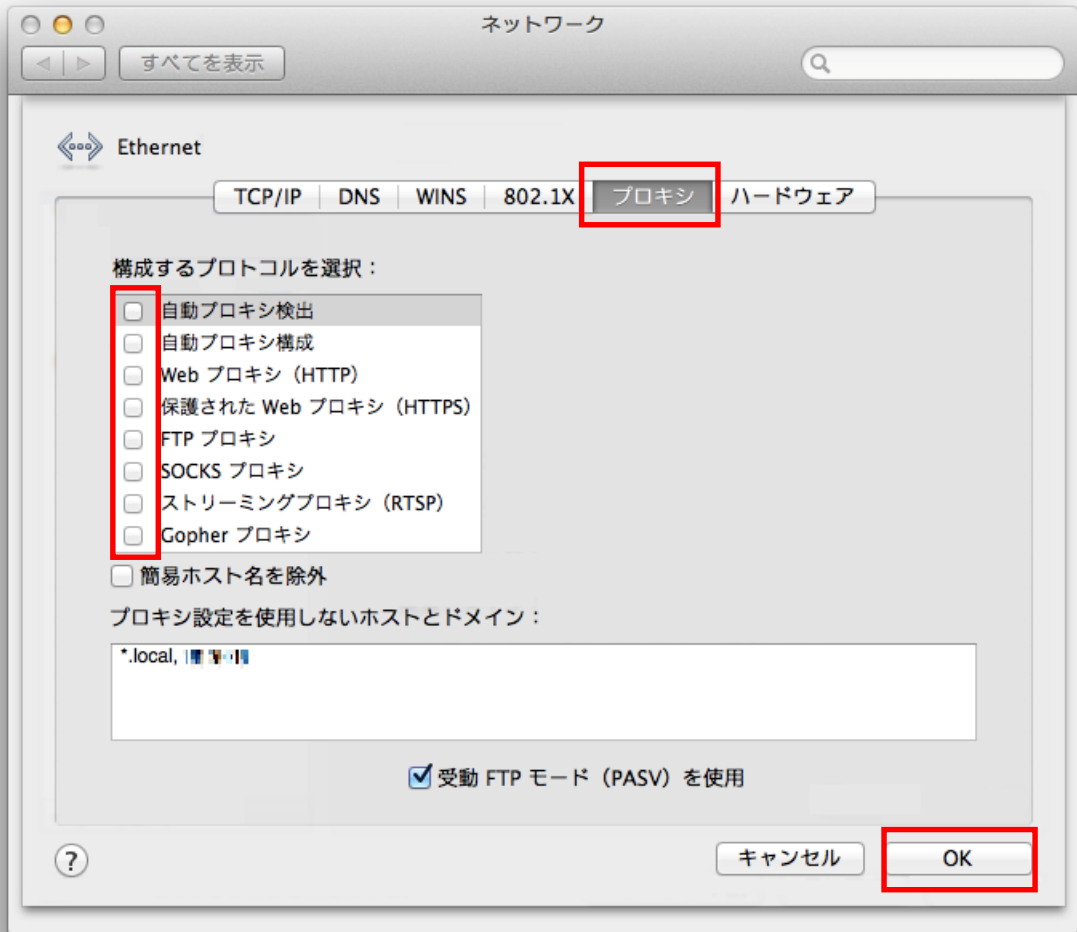 ネットワーク
すべてを表示
Ethernet
TCP/IP DNS WINS 802.1X プロキシ ハードウェア
構成するプロトコルを選択：
自動プロキシ検出
自動プロキシ構成
Web プロキシ（HTTP）
保護された Web プロキシ（HTTPS）
FTP プロキシ
SOCKS プロキシ
ストリーミングプロキシ（RTSP）
Gopher プロキシ
簡易ホスト名を除外
プロキシ設定を使用しないホストとドメイン：
*.local,
受動 FTP モード（PASV）を使用
?
キャンセル OK